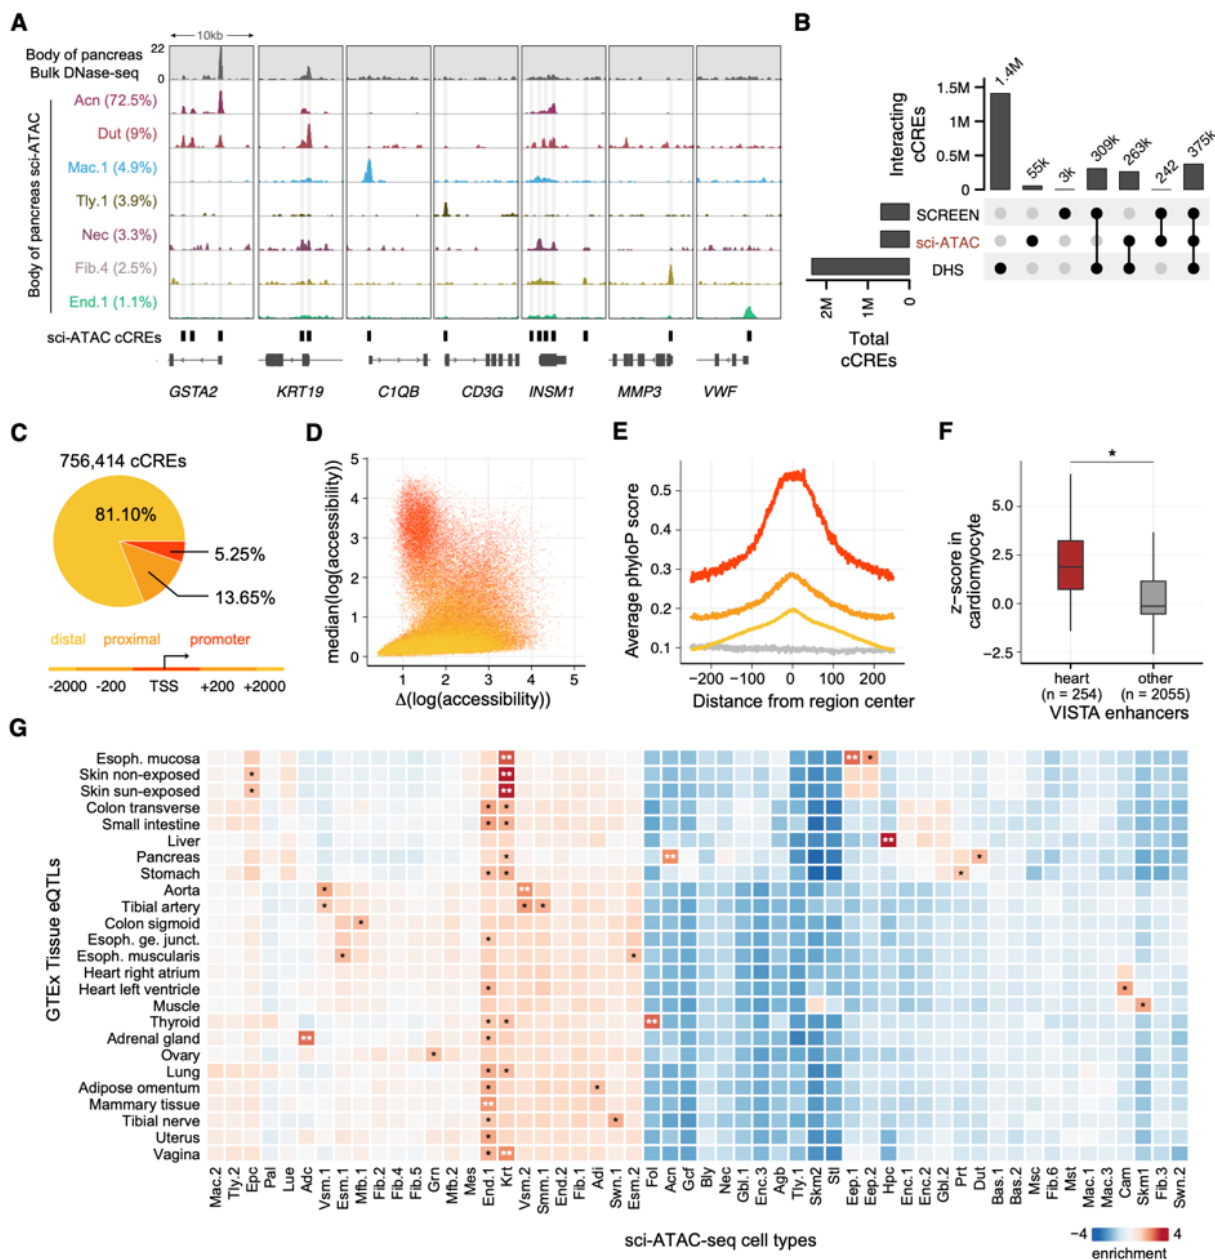 A
10kb
Body of pancreas
Bulk DNase-seq
22
0
Body of pancreas sci-ATAC
Acn (72.5%)
Dut (9%)
Mac.1 (4.9%)
Tly.1 (3.9%)
Nec (3.3%)
Fib.4 (2.5%)
End.1 (1.1%)
sci-ATAC cCREs
GSTA2 KRT19 C1QB CD3G INSM1 MMP3 VWF
B
Interacting
cCREs
1.5M
1M
0.5M
0
1.4M 55k 3k 309k 263k 242 375k
SCREEN
sci-ATAC
DHS
2M 1M 0
Total
cCREs
C
756,414 cCREs
81.10%
5.25%
13.65%
distal proximal promoter
-2000 -200 TSS +200 +2000
D
median(log(accessibility))
5
4
3
2
1
0
1 2 3 4 5
Δ(log(accessibility))
E
Average phyloP score
0.5
0.4
0.3
0.2
0.1
−200 −100 0 100 200
Distance from region center
F
*
z−score in
cardiomyocyte
5.0
2.5
0.0
−2.5
heart other
(n = 254) (n = 2055)
VISTA enhancers
G
GTEx Tissue eQTLs
Esoph. mucosa
Skin non-exposed
Skin sun-exposed
Colon transverse
Small intestine
Liver
Pancreas
Stomach
Aorta
Tibial artery
Colon sigmoid
Esoph. ge. junct.
Esoph. muscularis
Heart right atrium
Heart left ventricle
Muscle
Thyroid
Adrenal gland
Ovary
Lung
Adipose omentum
Mammary tissue
Tibial nerve
Uterus
Vagina
Mac.2 Tly.2 Epc Pal Lue Adc Vsm.1 Esm.1 Mfb.1 Fib.2 Fib.4 Fib.5 Grn Mfb.2 Mes End.1 Krt Vsm.2 Smm.1 End.2 Fib.1 Adi Swn.1 Esm.2 Fol Acn Gcf Bly Nec Gbl.1 Enc.3 Agb Tly.1 Skm2 Stl Eep.1 Eep.2 Hpc Enc.1 Enc.2 Gbl.2 Prt Dut Bas.1 Bas.2 Msc Fib.6 Mst Mac.1 Mac.3 Cam Skm1 Fib.3 Swn.2
sci-ATAC-seq cell types
−4 4
enrichment